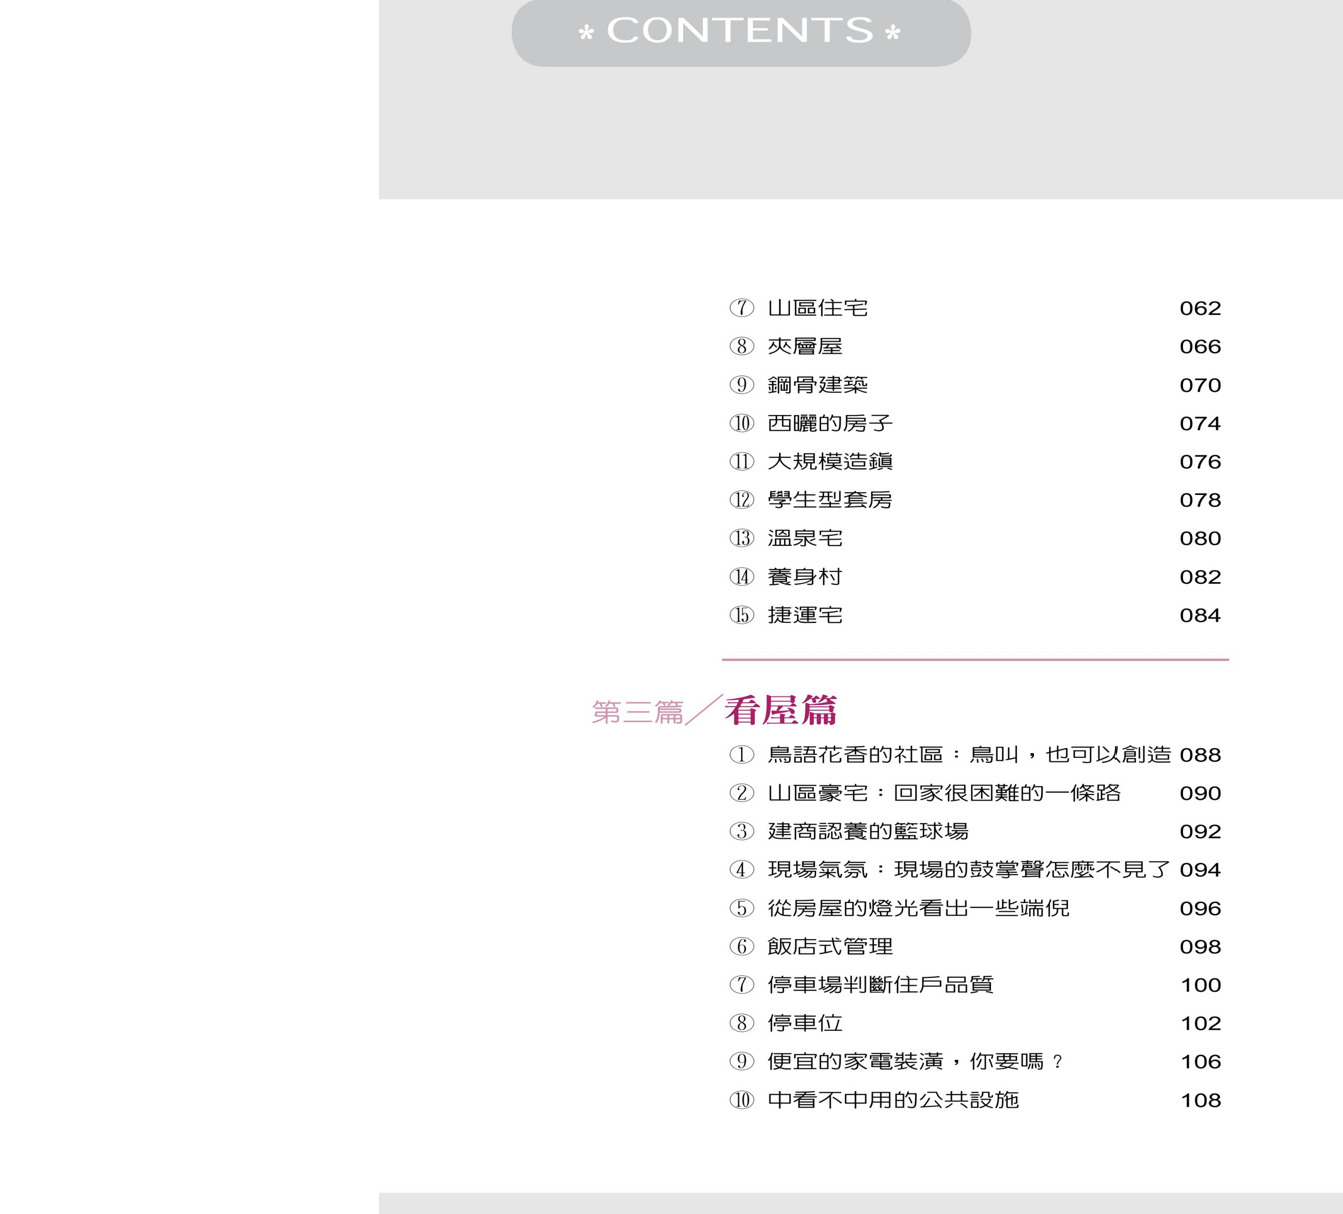 * CONTENTS *
⑦ 山區住宅 062
⑧ 夾層屋 066
⑨ 鋼骨建築 070
⑩ 西曬的房子 074
⑪ 大規模造鎮 076
⑫ 學生型套房 078
⑬ 溫泉宅 080
⑭ 養身村 082
⑮ 捷運宅 084
第三篇／看屋篇
① 鳥語花香的社區：鳥叫，也可以創造 088
② 山區豪宅：回家很困難的一條路 090
③ 建商認養的籃球場 092
④ 現場氣氛：現場的鼓掌聲怎麼不見了 094
⑤ 從房屋的燈光看出一些端倪 096
⑥ 飯店式管理 098
⑦ 停車場判斷住戶品質 100
⑧ 停車位 102
⑨ 便宜的家電裝潢，你要嗎？ 106
⑩ 中看不中用的公共設施 108